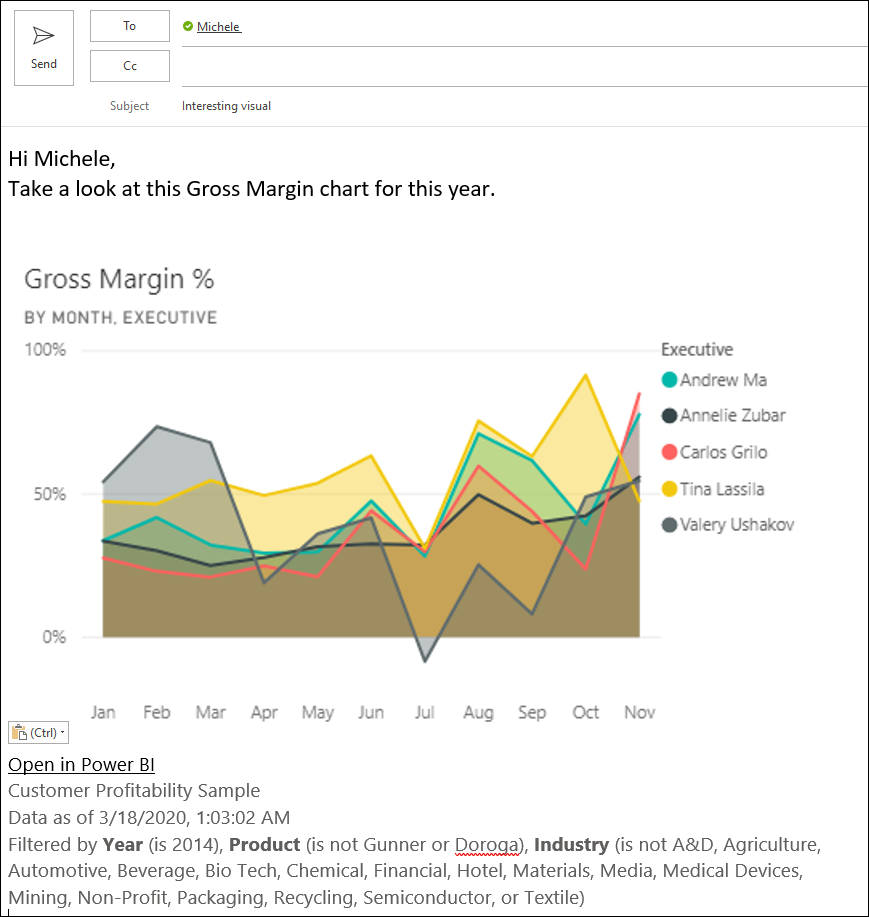 To
Michele
Send
Cc
Subject
Interesting visual
Hi Michele,
Take a look at this Gross Margin chart for this year.
Gross Margin %
BY MONTH, EXECUTIVE
100%
50%
0%
Jan Feb Mar Apr May Jun Jul Aug Sep Oct Nov
Executive
Andrew Ma
Annelie Zubar
Carlos Grilo
Tina Lassila
Valery Ushakov
(Ctrl)
Open in Power BI
Customer Profitability Sample
Data as of 3/18/2020, 1:03:02 AM
Filtered by Year (is 2014), Product (is not Gunner or Doroga), Industry (is not A&D, Agriculture,
Automotive, Beverage, Bio Tech, Chemical, Financial, Hotel, Materials, Media, Medical Devices,
Mining, Non-Profit, Packaging, Recycling, Semiconductor, or Textile)